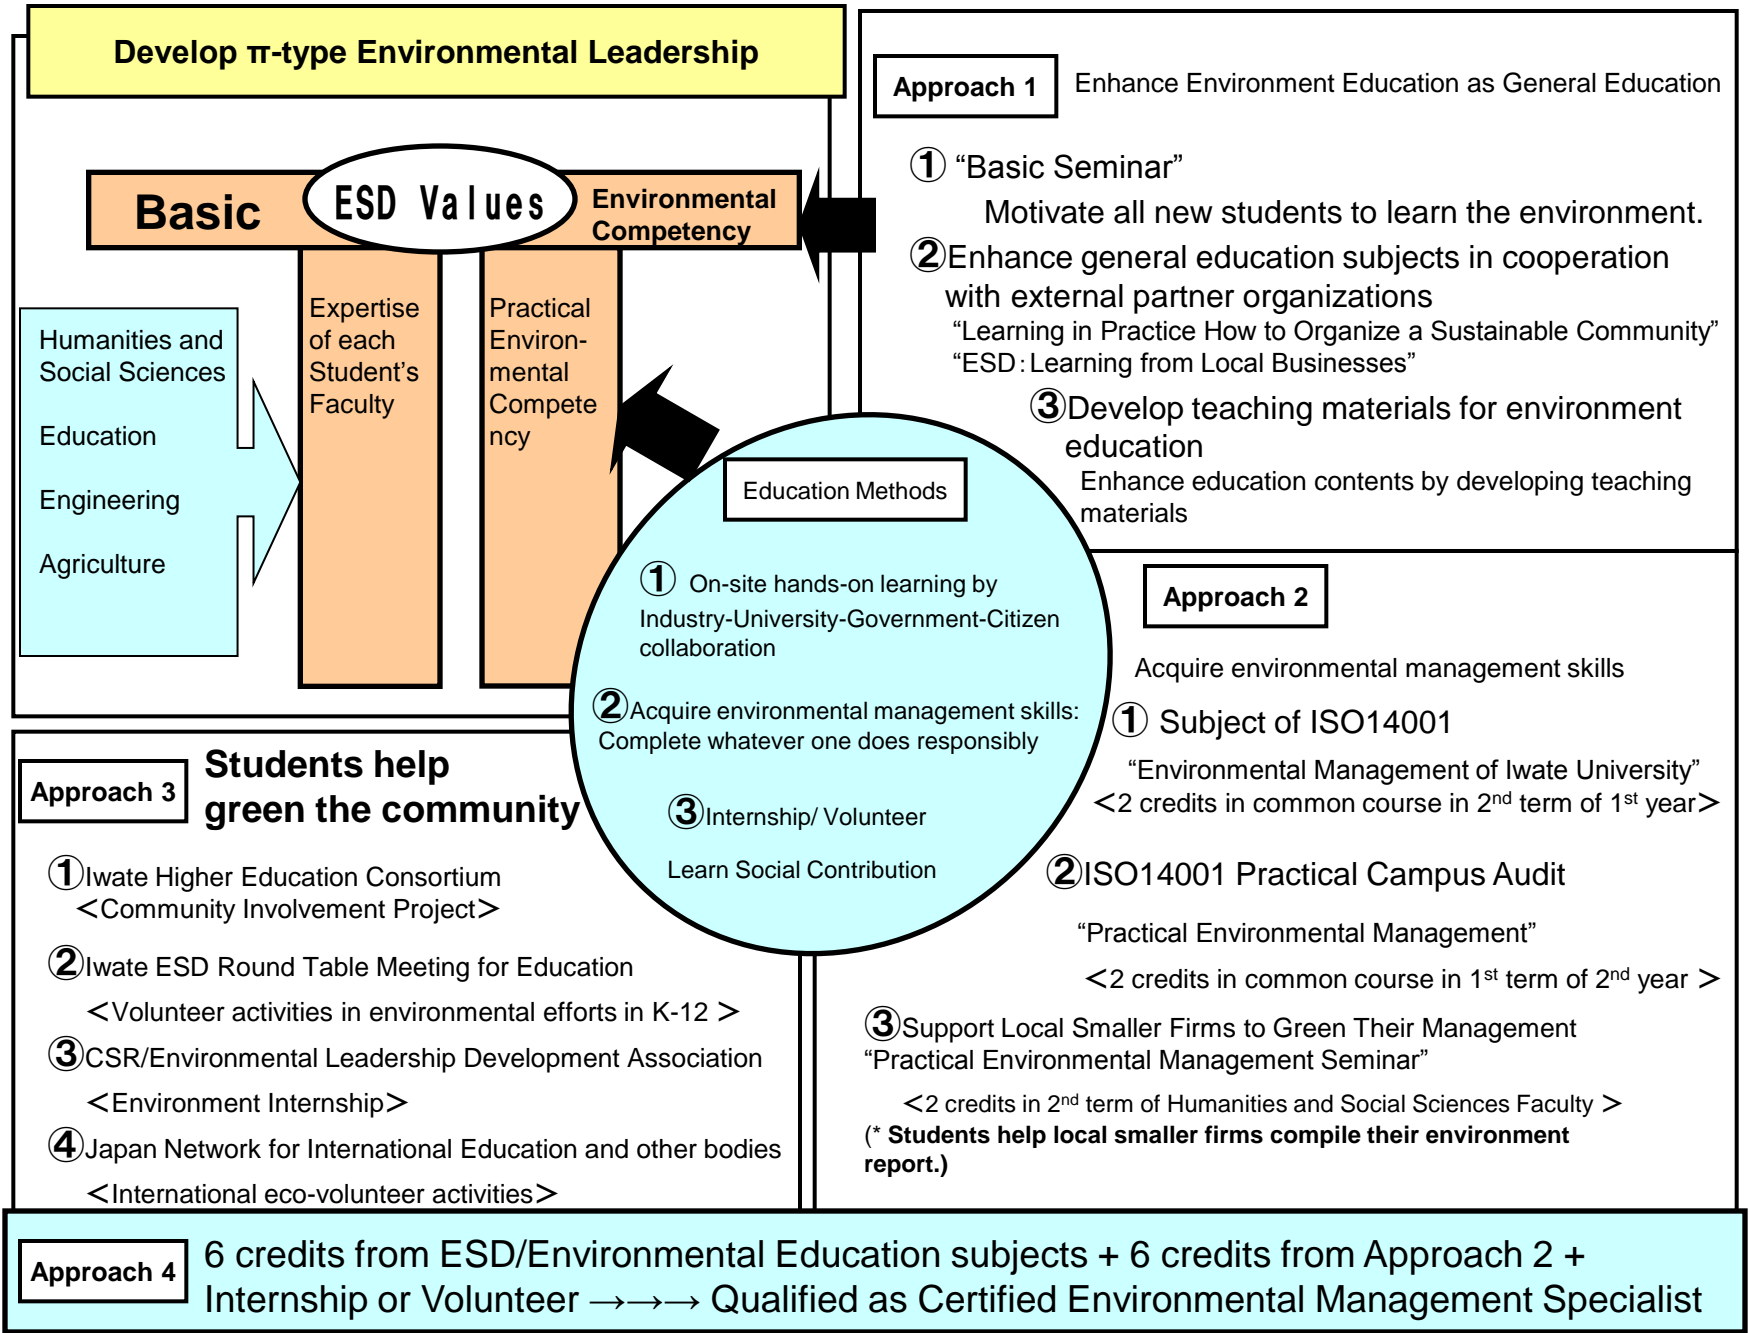 Develop π-type Environmental Leadership
Basic
ESD Values
Environmental
Competency
Expertise
of each
Student’s
Faculty
Practical
Environ-
mental
Compete
ncy
Humanities and
Social Sciences
Education
Engineering
Agriculture
Approach 1
Enhance Environment Education as General Education
① “Basic Seminar”
Motivate all new students to learn the environment.
②Enhance general education subjects in cooperation
with external partner organizations
“Learning in Practice How to Organize a Sustainable Community”
“ESD：Learning from Local Businesses”
③Develop teaching materials for environment
education
Enhance education contents by developing teaching
materials
Education Methods
① On-site hands-on learning by
Industry-University-Government-Citizen
collaboration
②Acquire environmental management skills:
Complete whatever one does responsibly
③Internship/ Volunteer
Learn Social Contribution
Approach 2
Acquire environmental management skills
① Subject of ISO14001
“Environmental Management of Iwate University”
＜2 credits in common course in 2nd term of 1st year＞
②ISO14001 Practical Campus Audit
“Practical Environmental Management”
＜2 credits in common course in 1st term of 2nd year ＞
③Support Local Smaller Firms to Green Their Management
“Practical Environmental Management Seminar”
＜2 credits in 2nd term of Humanities and Social Sciences Faculty ＞
(* Students help local smaller firms compile their environment
report.)
Approach 3
Students help
green the community
①Iwate Higher Education Consortium
＜Community Involvement Project＞
②Iwate ESD Round Table Meeting for Education
＜Volunteer activities in environmental efforts in K-12 ＞
③CSR/Environmental Leadership Development Association
＜Environment Internship＞
④Japan Network for International Education and other bodies
＜International eco-volunteer activities＞
Approach 4
6 credits from ESD/Environmental Education subjects + 6 credits from Approach 2 +
Internship or Volunteer →→→ Qualified as Certified Environmental Management Specialist